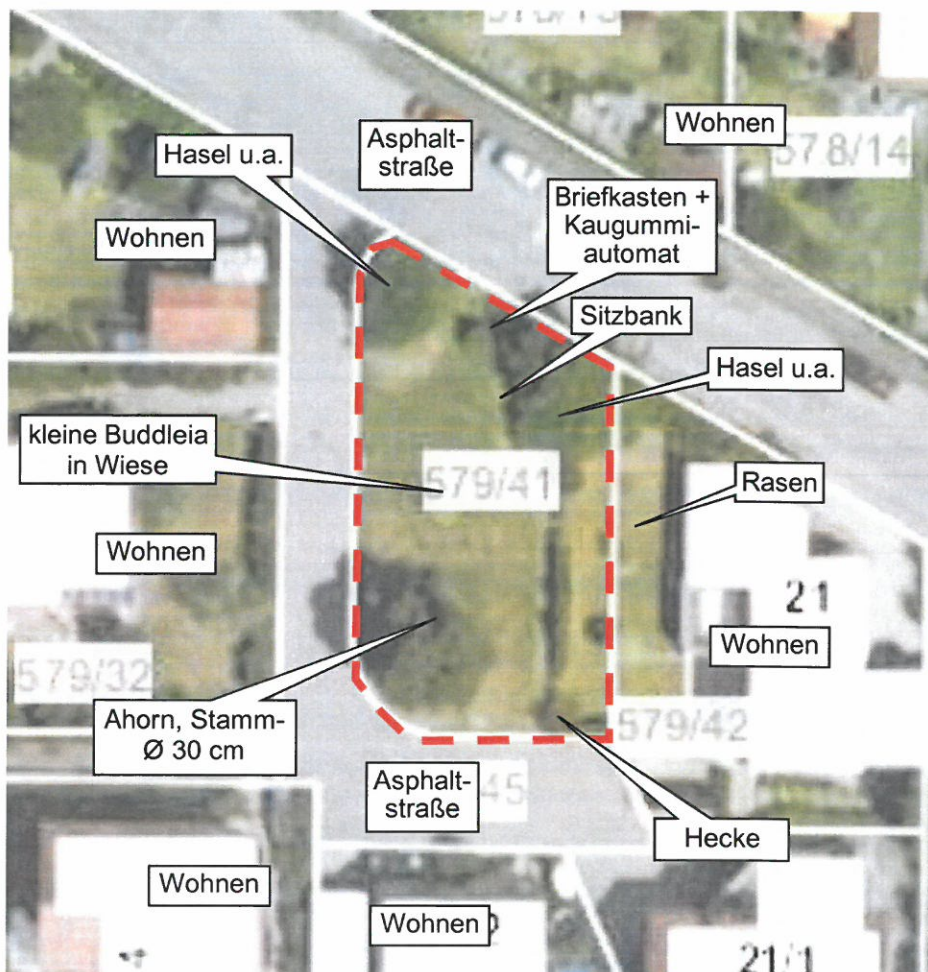 Asphalt-
straße
Wohnen
578/14
Hasel u.a.
Briefkasten +
Kaugummi-
automat
Wohnen
Sitzbank
Hasel u.a.
kleine Buddleia
in Wiese
579/41
Rasen
Wohnen
21
Wohnen
579/32
Ahorn, Stamm-
Ø 30 cm
579/42
Asphalt-
straße
45
Hecke
Wohnen
Wohnen
21/1